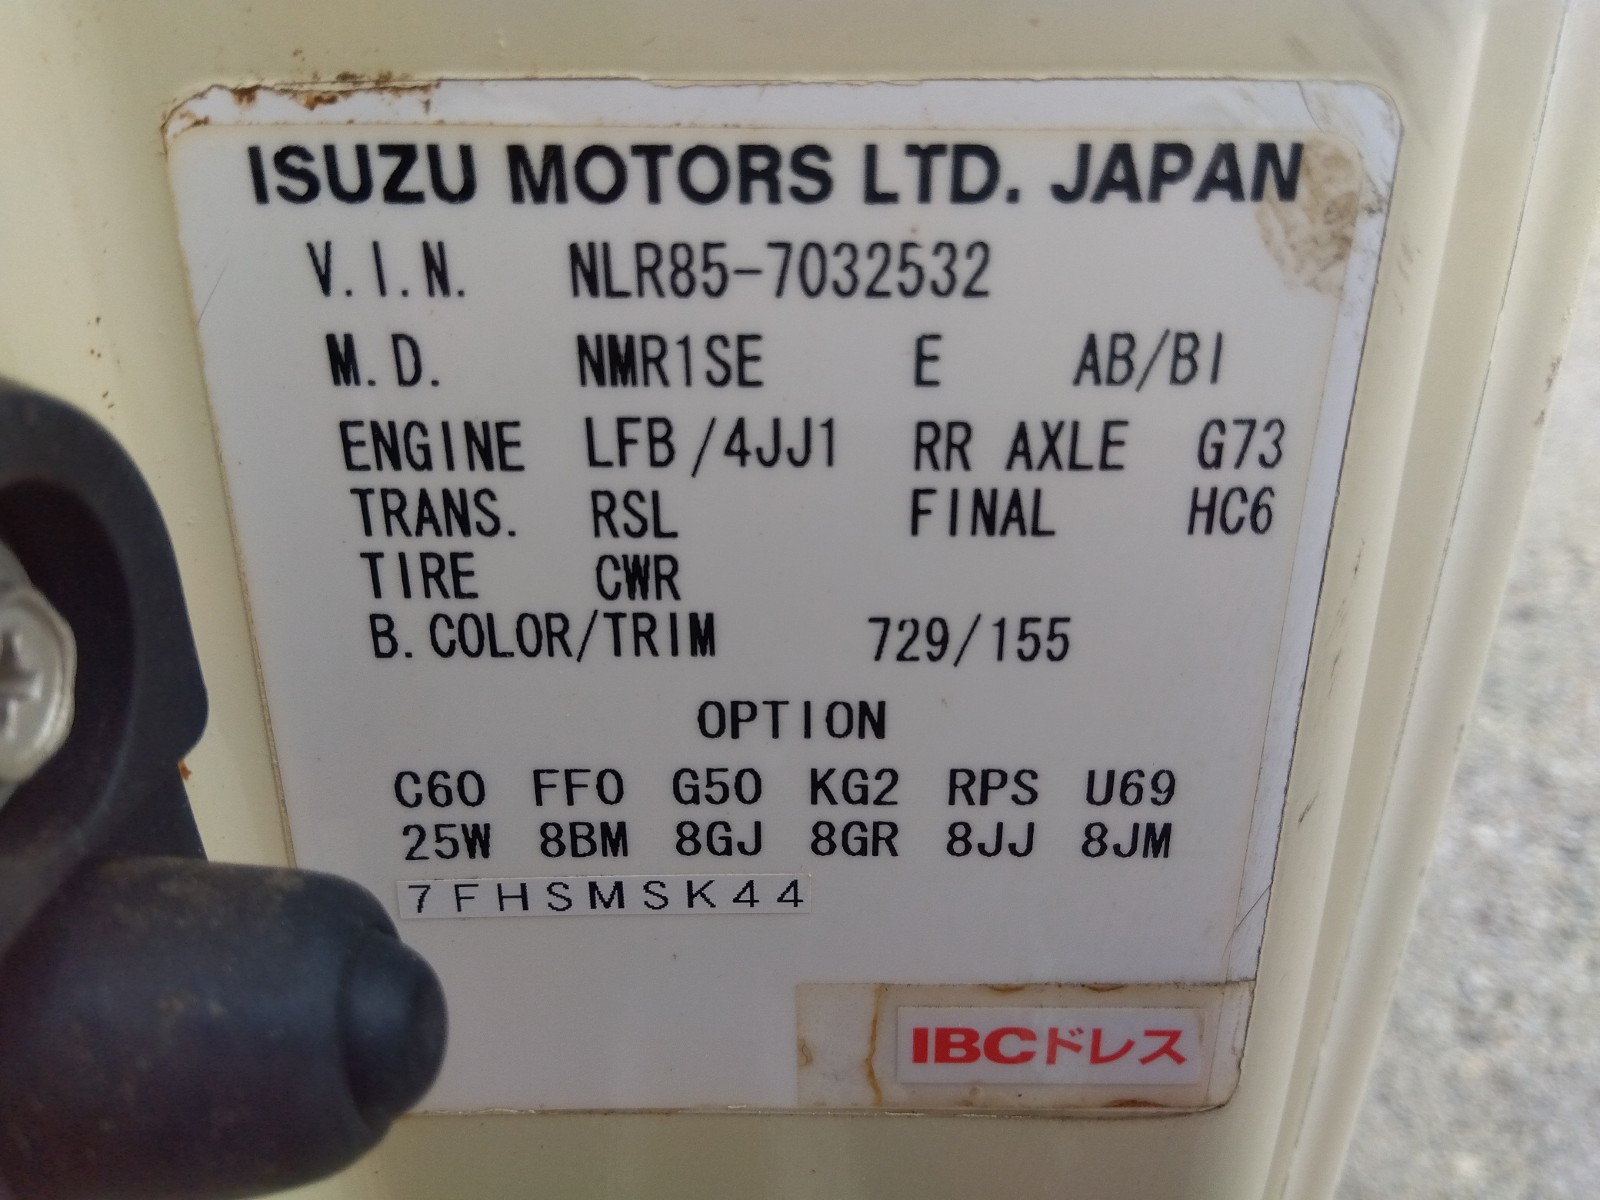 ISUZU MOTORS LTD. JAPAN
V.I.N. NLR85-7032532
M.D. NMR1SE E AB/BI
ENGINE LFB/4JJ1 RR AXLE G73
TRANS. RSL FINAL HC6
TIRE CWR
B.COLOR/TRIM 729/155
OPTION
C60 FF0 G50 KG2 RPS U69
25W 8BM 8GJ 8GR 8JJ 8JM
7FHSMSK44
IBCドレス